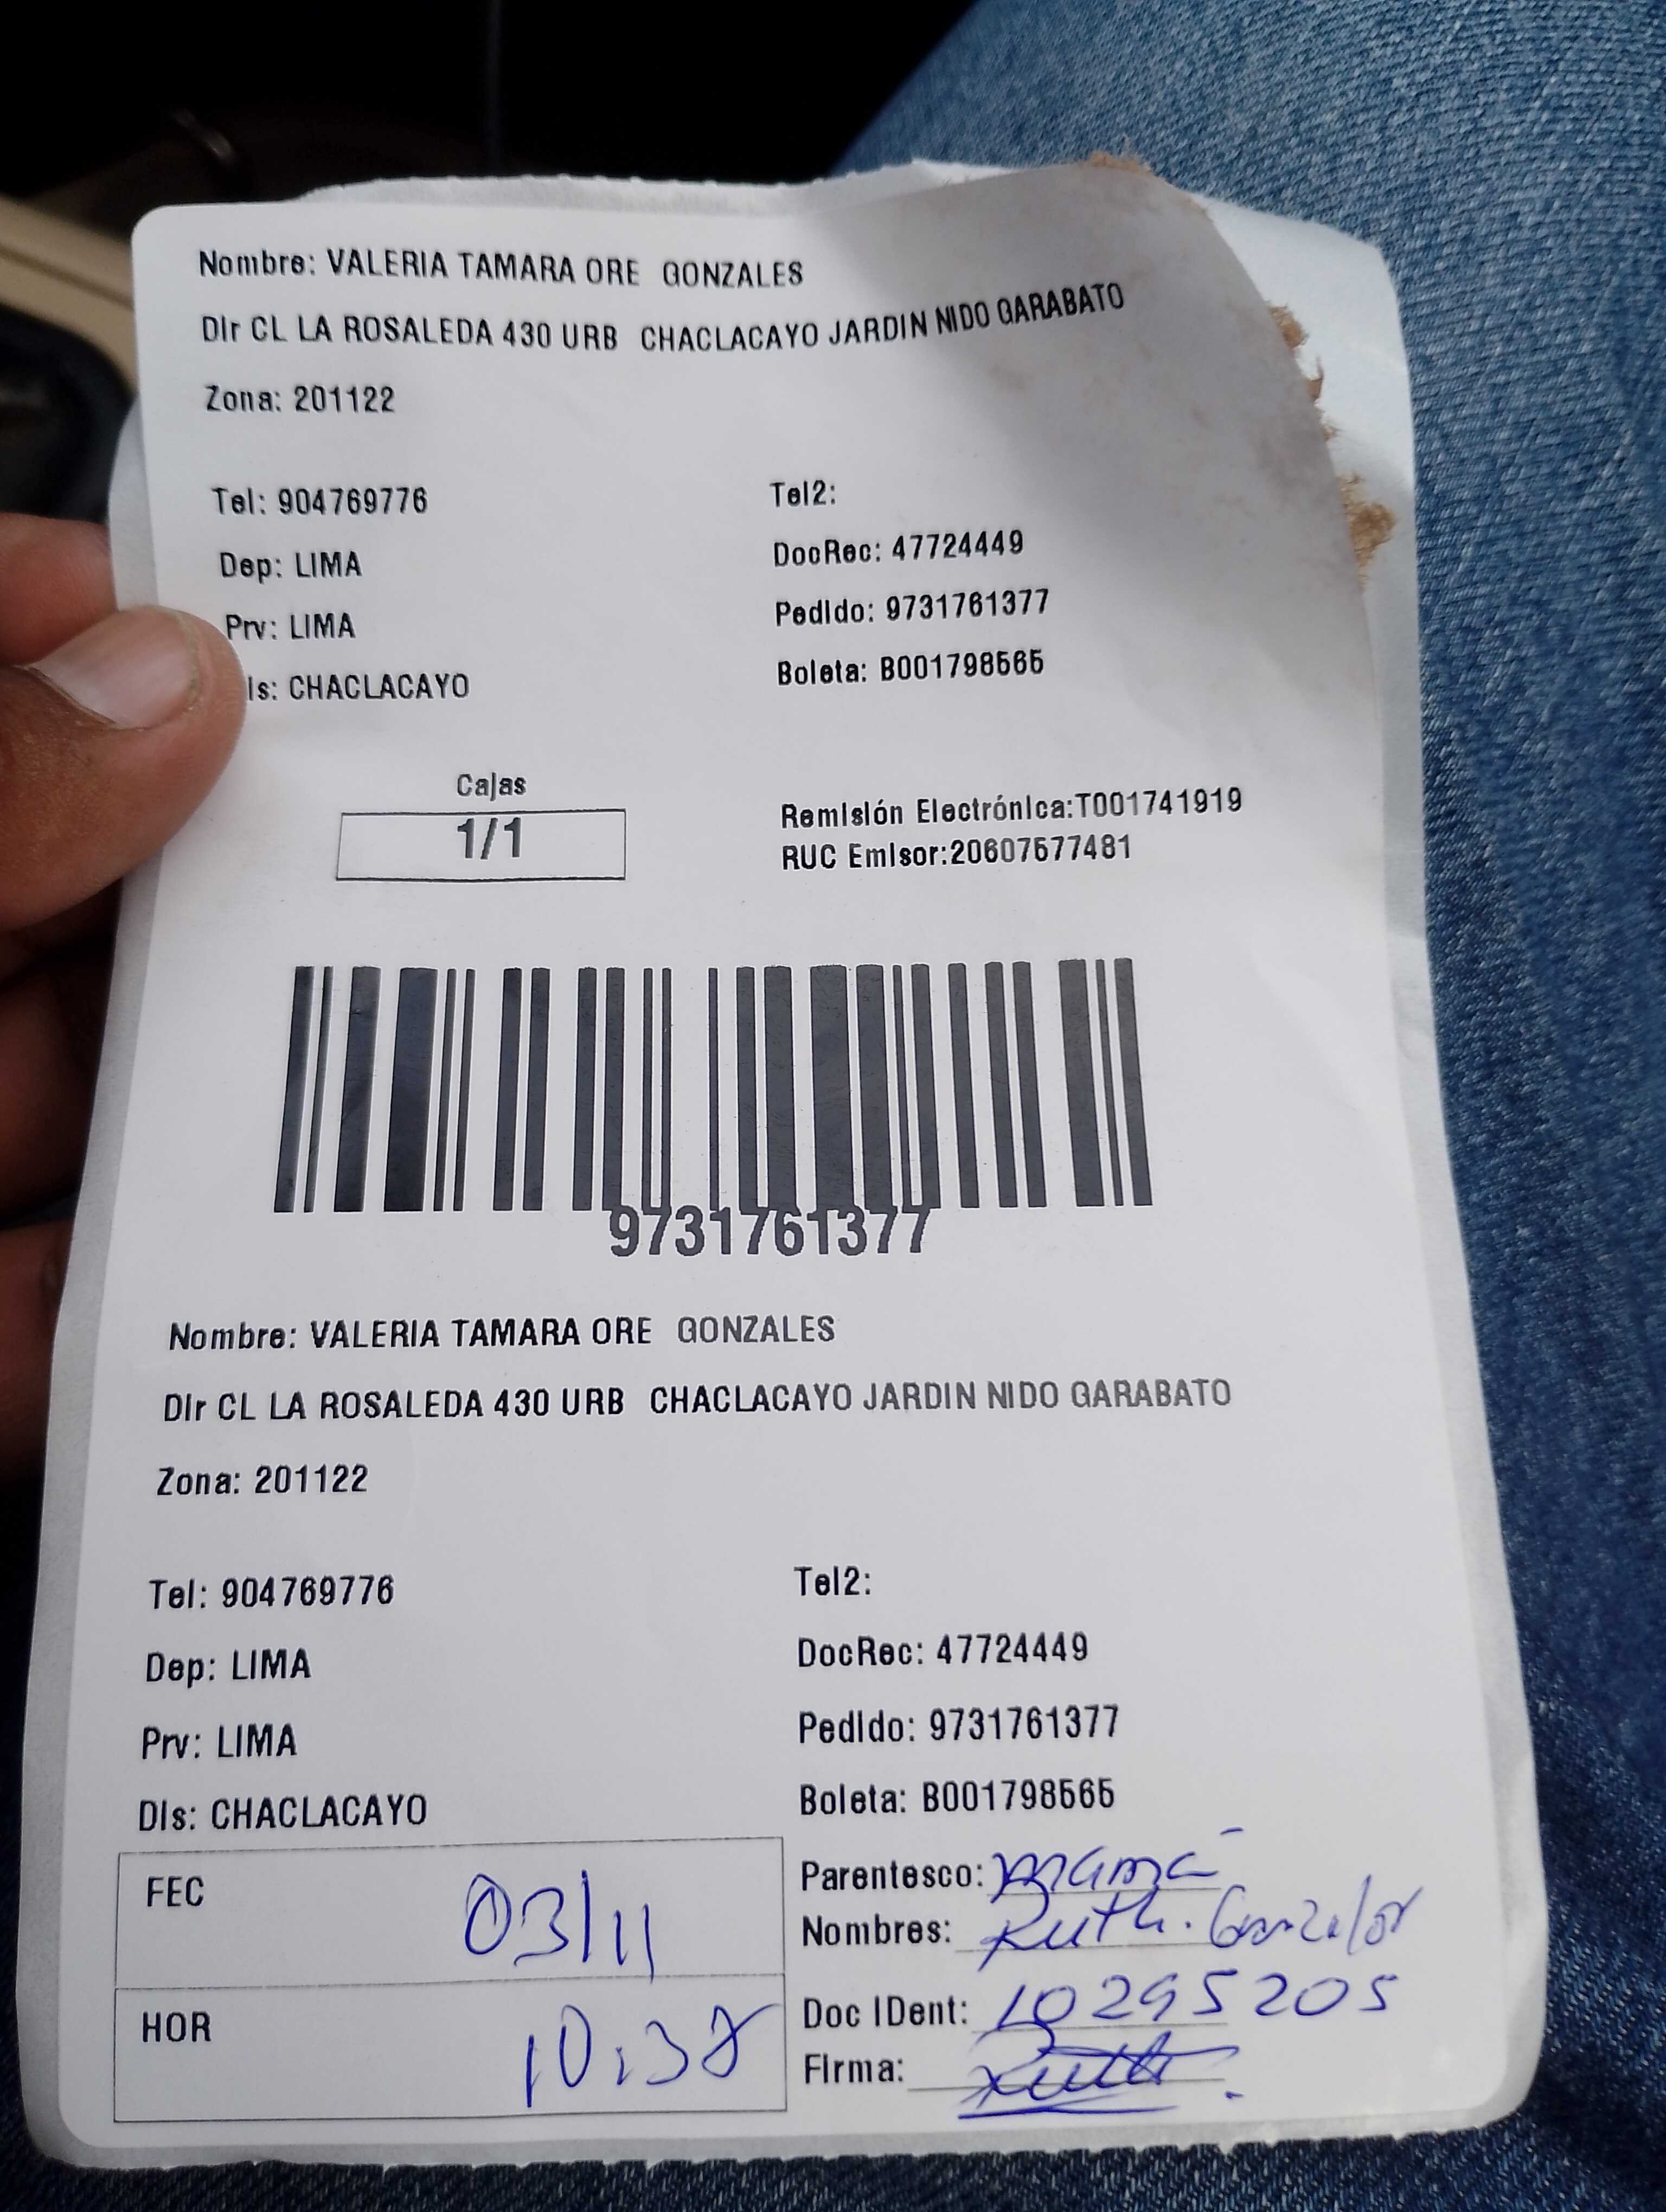 Nombre: VALERIA TAMARA ORE GONZALES
Dir CL LA ROSALEDA 430 URB CHACLACAYO JARDIN NIDO GARABATO
Zona: 201122
Tel: 904769776
Tel2:
Dep: LIMA
DocRec: 47724449
Prv: LIMA
Pedido: 9731761377
is: CHACLACAYO
Boleta: B001798565
Cajas
1/1
Remisión Electrónica:T001741919
RUC Emisor:20607577481
9731761377
Nombre: VALERIA TAMARA ORE GONZALES
Dir CL LA ROSALEDA 430 URB CHACLACAYO JARDIN NIDO GARABATO
Zona: 201122
Tel: 904769776
Tel2:
Dep: LIMA
DocRec: 47724449
Prv: LIMA
Pedido: 9731761377
Dis: CHACLACAYO
Boleta: B001798565
FEC 03/11
HOR 10:38
Parentesco: mamá
Nombres: Ruth. Gonzales
Doc IDent: 10295205
Firma: Ruth